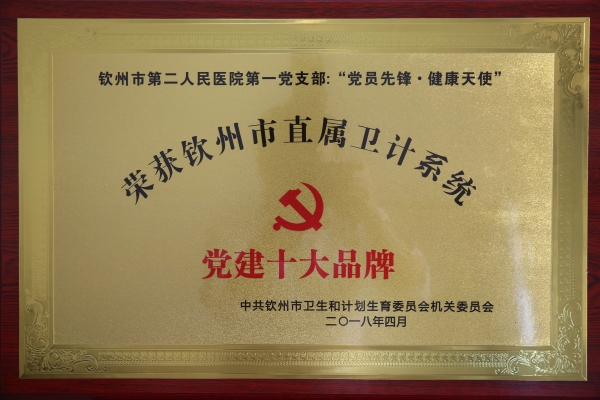 钦州市第二人民医院第一党支部:“党员先锋·健康天使”
荣获钦州市直属卫计系统
党建十大品牌
中共钦州市卫生和计划生育委员会机关委员会
二〇一八年四月